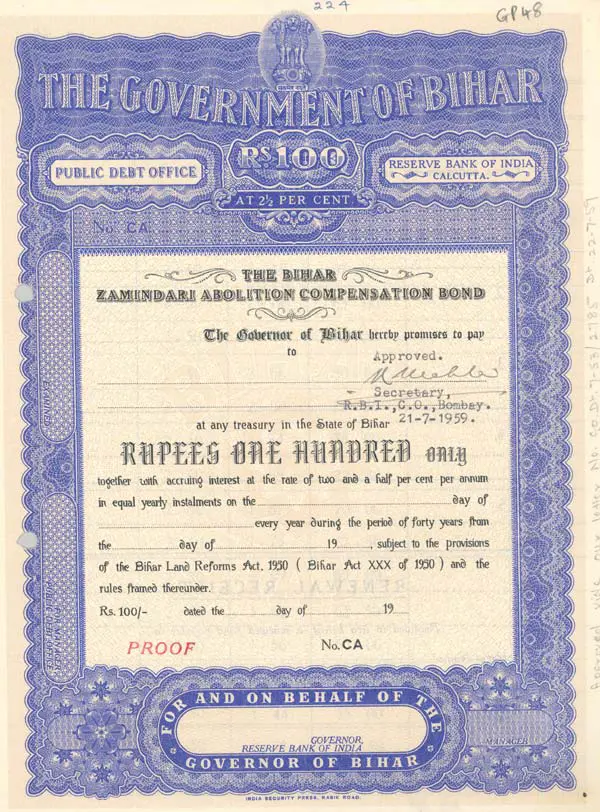 224
GP48
THE GOVERNMENT OF BIHAR
RS 100
PUBLIC DEBT OFFICE
RESERVE BANK OF INDIA
CALCUTTA.
AT 2½ PER CENT.
No. CA
THE BIHAR
ZAMINDARI ABOLITION COMPENSATION BOND
The Governor of Bihar hereby promises to pay
to
Approved.
Secretary,
R.B.I.,C.O.,Bombay.
21-7-1959.
at any treasury in the State of Bihar
RUPEES ONE HUNDRED only
together with accruing interest at the rate of two and a half per cent per annum
in equal yearly instalments on the day of
every year during the period of forty years from
the day of 19 , subject to the provisions
of the Bihar Land Reforms Act, 1950 ( Bihar Act XXX of 1950 ) and the
rules framed thereunder.
Rs. 100/- dated the day of 19
PROOF
No. CA
EXAMINED
FOR AND ON BEHALF OF THE
GOVERNOR,
RESERVE BANK OF INDIA
GOVERNOR OF BIHAR
MANAGER
INDIA SECURITY PRESS, NASIK ROAD.
RENEWAL RECEIPT